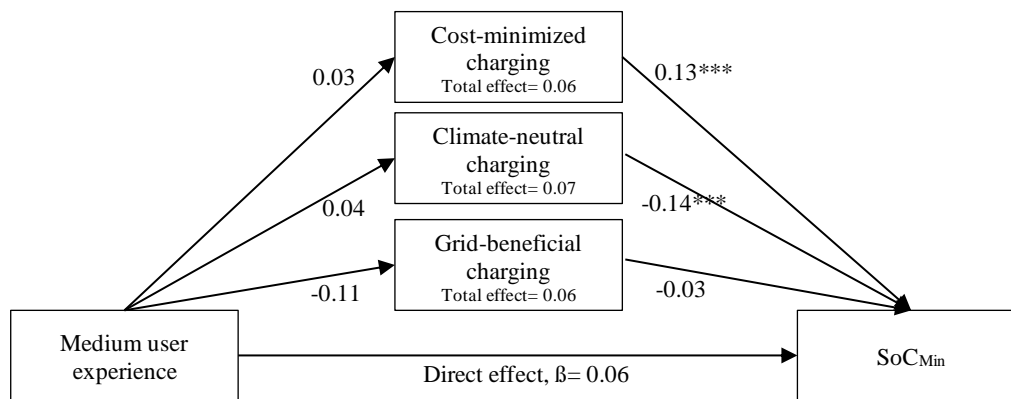 Cost-minimized
charging
Total effect= 0.06
0.03
0.13***
Climate-neutral
charging
Total effect= 0.07
0.04
-0.14***
Grid-beneficial
charging
Total effect= 0.06
-0.11
-0.03
Medium user
experience
SoCMin
Direct effect, ß= 0.06